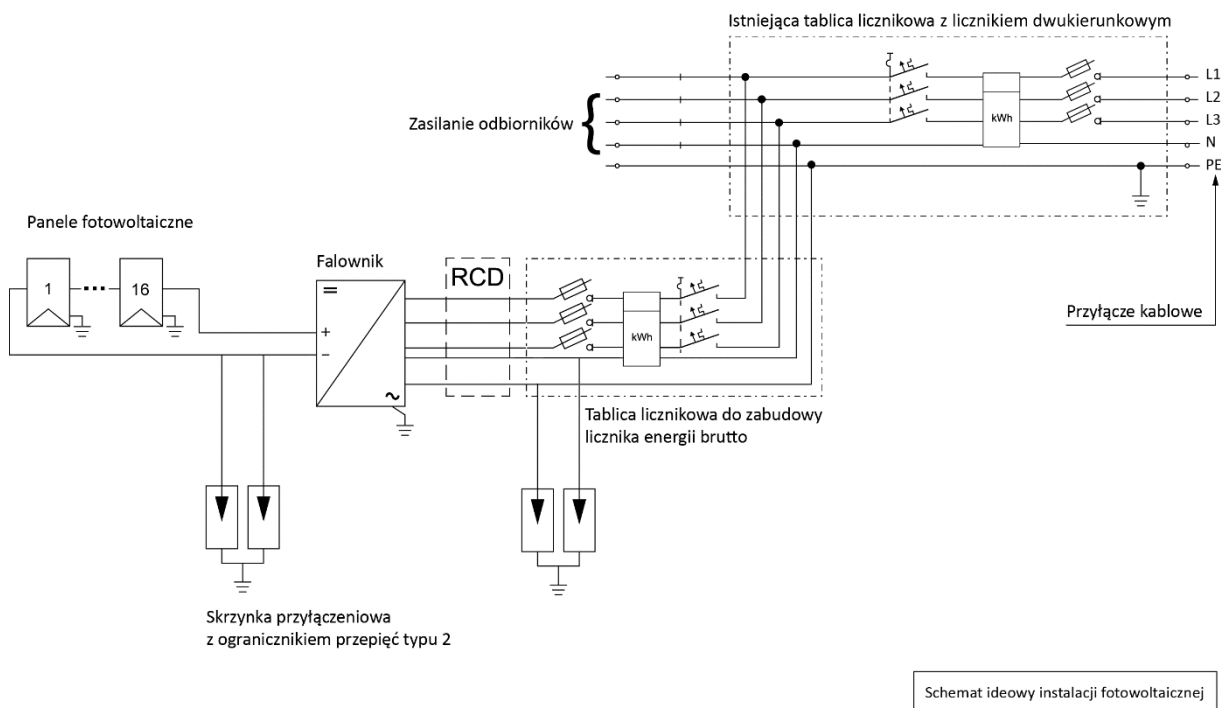 Istniejąca tablica licznikowa z licznikiem dwukierunkowym
L1
L2
L3
N
PE
kWh
Zasilanie odbiorników
Przyłącze kablowe
Panele fotowoltaiczne
1
16
Falownik
RCD
kWh
Tablica licznikowa do zabudowy
licznika energii brutto
Skrzynka przyłączeniowa
z ogranicznikiem przepięć typu 2
Schemat ideowy instalacji fotowoltaicznej